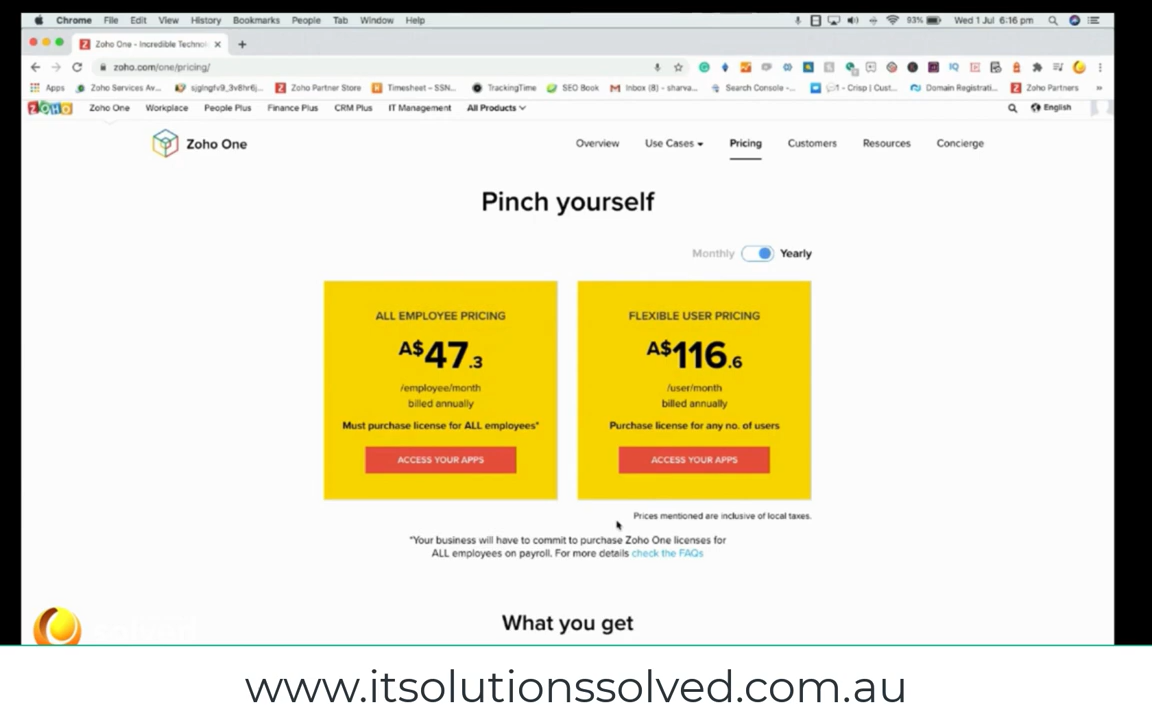 Chrome File Edit View History Bookmarks People Tab Window Help
93% Wed 1 Jul 6:16 pm
Zoho One - Incredible Technol
zoho.com/one/pricing/
Apps Zoho Services Av... Zoho Partner Store Timesheet - SSN... TrackingTime SEO Book Inbox (8) - sharva... Search Console -... Crisp | Cust... Domain Registrati... Zoho Partners »
ZOHO Zoho One Workplace People Plus Finance Plus CRM Plus IT Management All Products English
Zoho One
Overview Use Cases Pricing Customers Resources Concierge
Pinch yourself
Monthly Yearly
ALL EMPLOYEE PRICING
A$47.3
/employee/month
billed annually
Must purchase license for ALL employees*
ACCESS YOUR APPS
FLEXIBLE USER PRICING
A$116.6
/user/month
billed annually
Purchase license for any no. of users
ACCESS YOUR APPS
Prices mentioned are inclusive of local taxes.
*Your business will have to commit to purchase Zoho One licenses for
ALL employees on payroll. For more details check the FAQs
What you get
www.itsolutionssolved.com.au